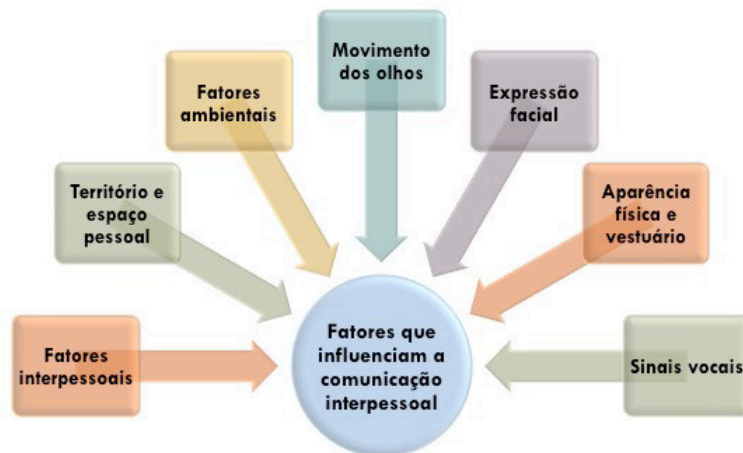 Movimento
dos olhos
Fatores
ambientais
Expressão
facial
Território e
espaço
pessoal
Aparência
física e
vestuário
Fatores
interpessoais
Fatores que
influenciam a
comunicação
interpessoal
Sinais vocais